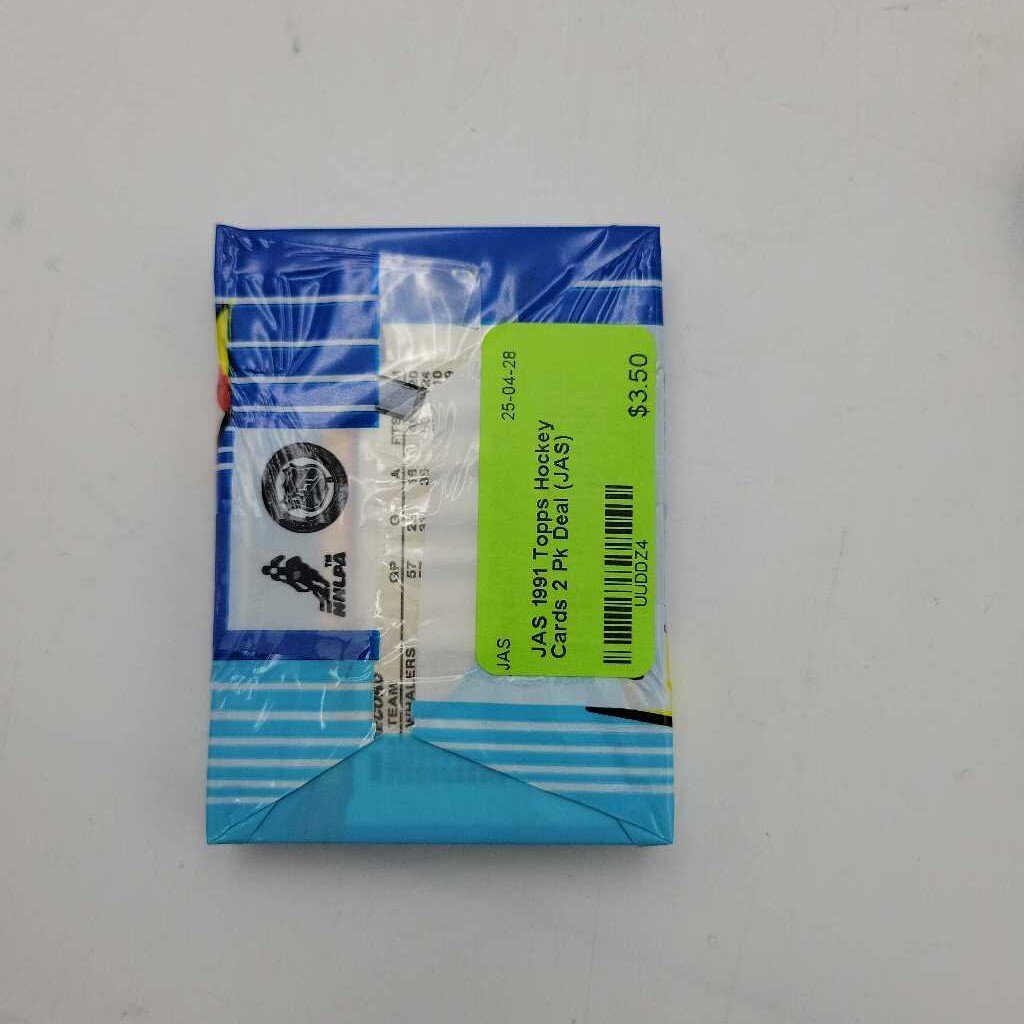 JAS
25-04-28
JAS 1991 Topps Hockey
Cards 2 Pk Deal (JAS)
$3.50
UUDDZ4
NHLPA
TM
TEAM GP G A PTS
WHALERS 57